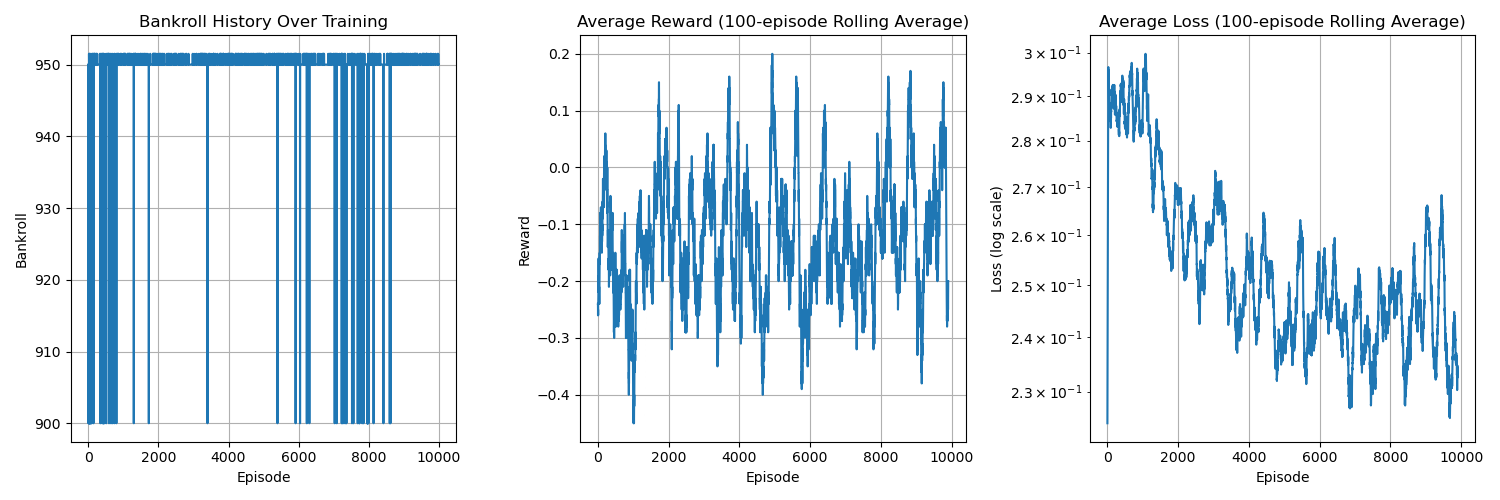 Bankroll History Over Training
Average Reward (100-episode Rolling Average)
Average Loss (100-episode Rolling Average)
950
940
930
920
910
900
Bankroll
0 2000 4000 6000 8000 10000
Episode
0.2
0.1
0.0
−0.1
−0.2
−0.3
−0.4
Reward
0 2000 4000 6000 8000 10000
Episode
3 × 10⁻¹
2.9 × 10⁻¹
2.8 × 10⁻¹
2.7 × 10⁻¹
2.6 × 10⁻¹
2.5 × 10⁻¹
2.4 × 10⁻¹
2.3 × 10⁻¹
Loss (log scale)
0 2000 4000 6000 8000 10000
Episode